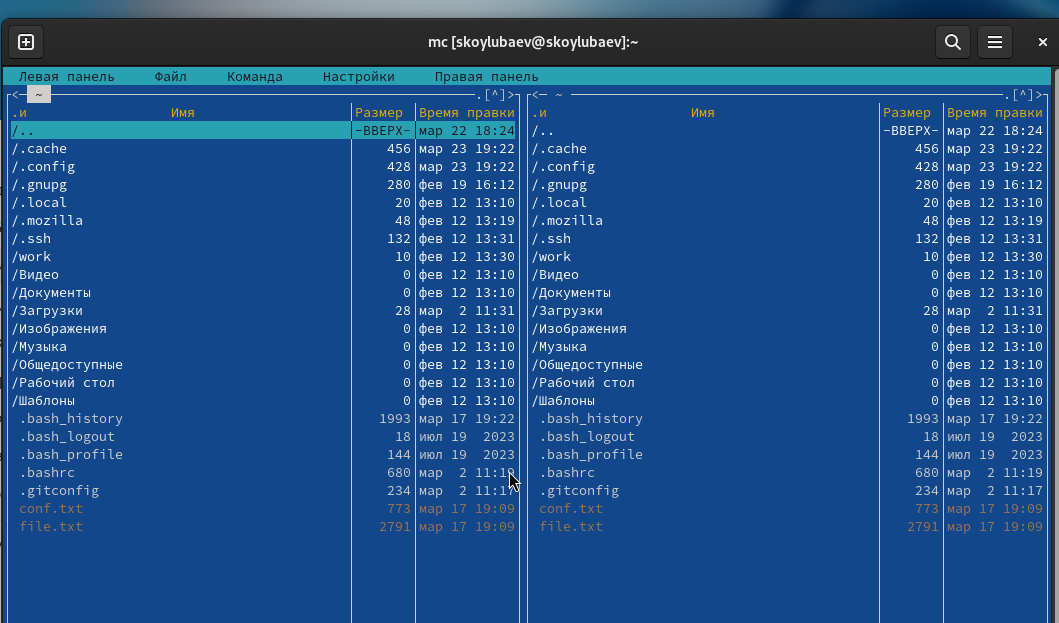 mc [skoylubaev@skoylubaev]:~
Левая панель Файл Команда Настройки Правая панель
<— ~ .[^]>
.и Имя Размер Время правки
/.. -ВВЕРХ- мар 22 18:24
/.cache 456 мар 23 19:22
/.config 428 мар 23 19:22
/.gnupg 280 фев 19 16:12
/.local 20 фев 12 13:10
/.mozilla 48 фев 12 13:19
/.ssh 132 фев 12 13:31
/work 10 фев 12 13:30
/Видео 0 фев 12 13:10
/Документы 0 фев 12 13:10
/Загрузки 28 мар 2 11:31
/Изображения 0 фев 12 13:10
/Музыка 0 фев 12 13:10
/Общедоступные 0 фев 12 13:10
/Рабочий стол 0 фев 12 13:10
/Шаблоны 0 фев 12 13:10
.bash_history 1993 мар 17 19:22
.bash_logout 18 июл 19 2023
.bash_profile 144 июл 19 2023
.bashrc 680 мар 2 11:19
.gitconfig 234 мар 2 11:17
conf.txt 773 мар 17 19:09
file.txt 2791 мар 17 19:09
<— ~ .[^]>
.и Имя Размер Время правки
/.. -ВВЕРХ- мар 22 18:24
/.cache 456 мар 23 19:22
/.config 428 мар 23 19:22
/.gnupg 280 фев 19 16:12
/.local 20 фев 12 13:10
/.mozilla 48 фев 12 13:19
/.ssh 132 фев 12 13:31
/work 10 фев 12 13:30
/Видео 0 фев 12 13:10
/Документы 0 фев 12 13:10
/Загрузки 28 мар 2 11:31
/Изображения 0 фев 12 13:10
/Музыка 0 фев 12 13:10
/Общедоступные 0 фев 12 13:10
/Рабочий стол 0 фев 12 13:10
/Шаблоны 0 фев 12 13:10
.bash_history 1993 мар 17 19:22
.bash_logout 18 июл 19 2023
.bash_profile 144 июл 19 2023
.bashrc 680 мар 2 11:19
.gitconfig 234 мар 2 11:17
conf.txt 773 мар 17 19:09
file.txt 2791 мар 17 19:09